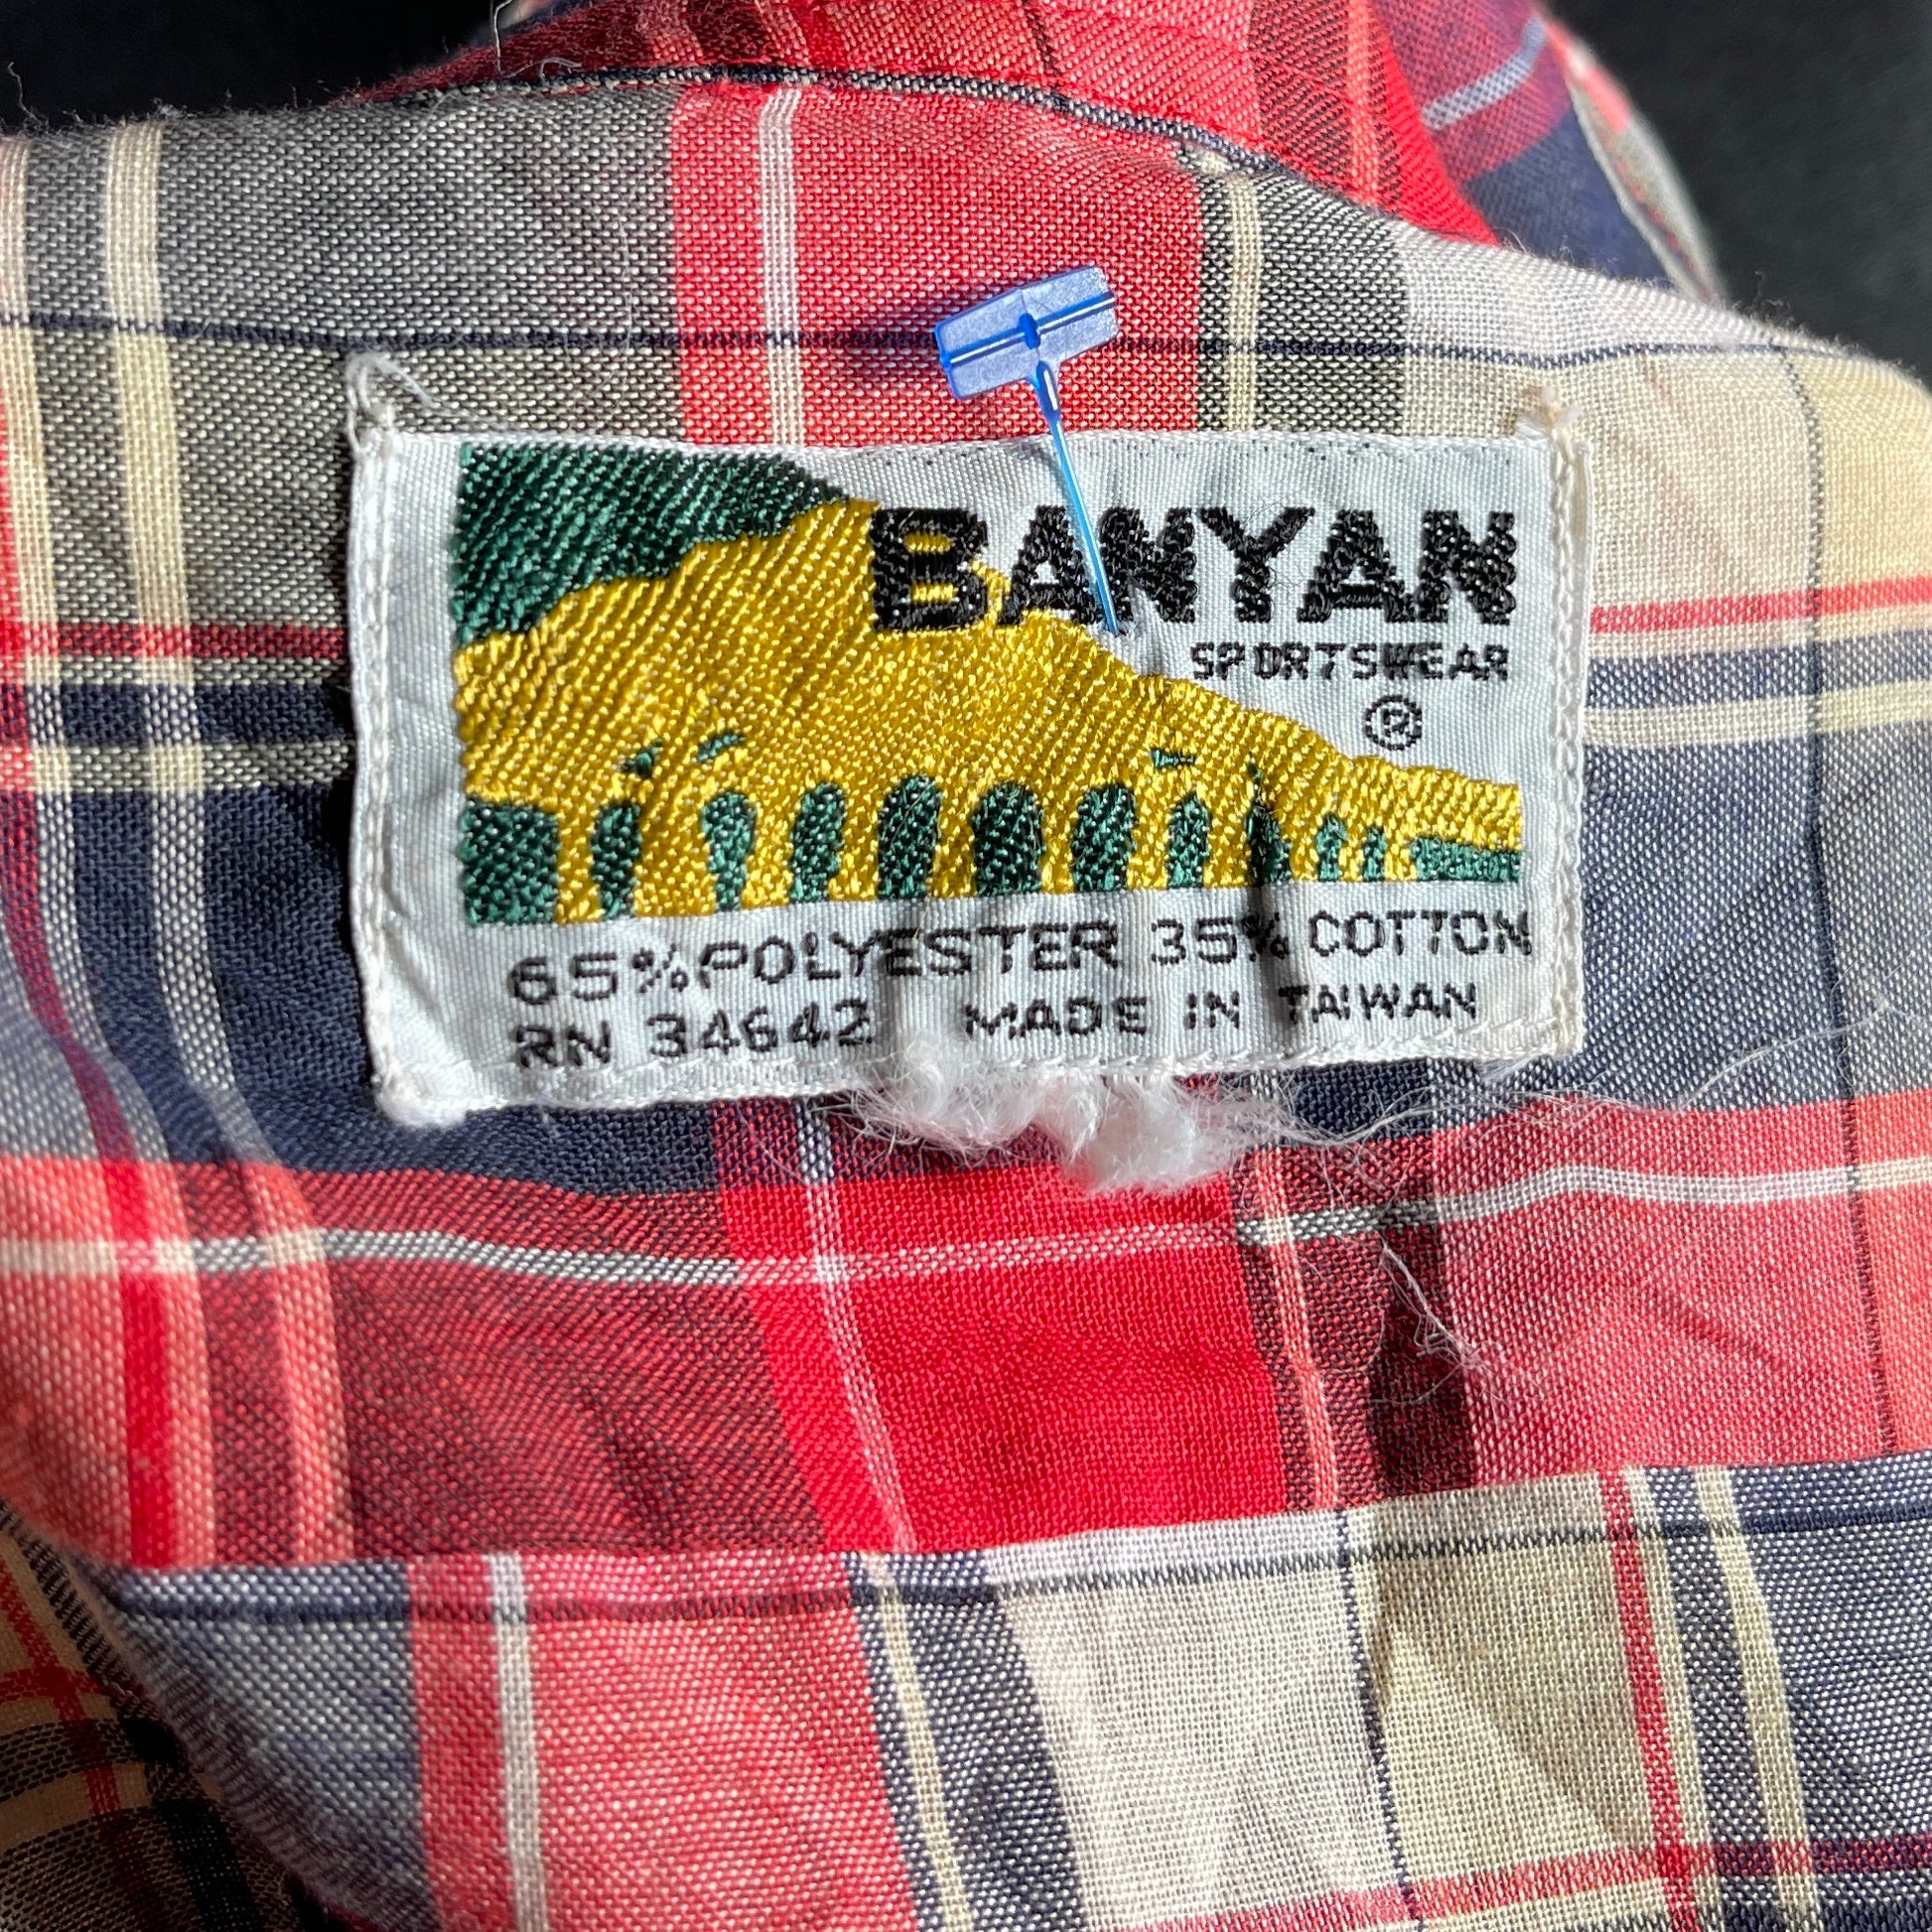 BANYAN
SPORTSWEAR
®
65% POLYESTER 35% COTTON
RN 34642 MADE IN TAIWAN